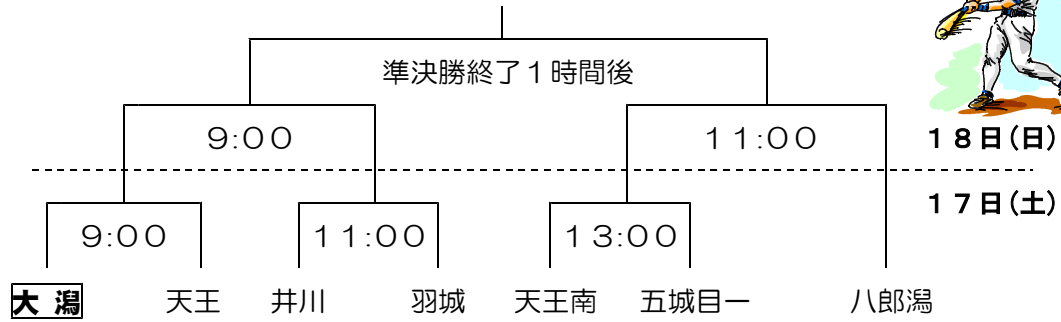 準決勝終了１時間後
９:００ １１:００ １８日（日）
１７日（土）
９:００ １１:００ １３:００
大 潟 天王 井川 羽城 天王南 五城目一 八郎潟